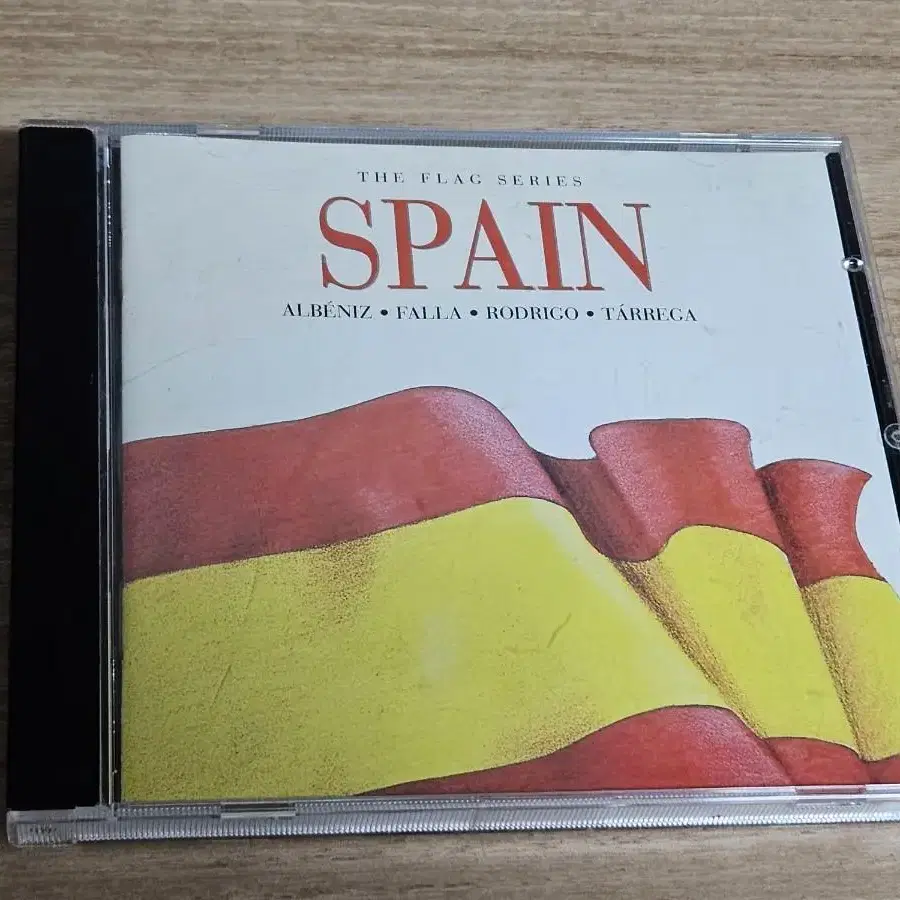 THE FLAG SERIES
SPAIN
ALBÉNIZ • FALLA • RODRIGO • TÁRREGA